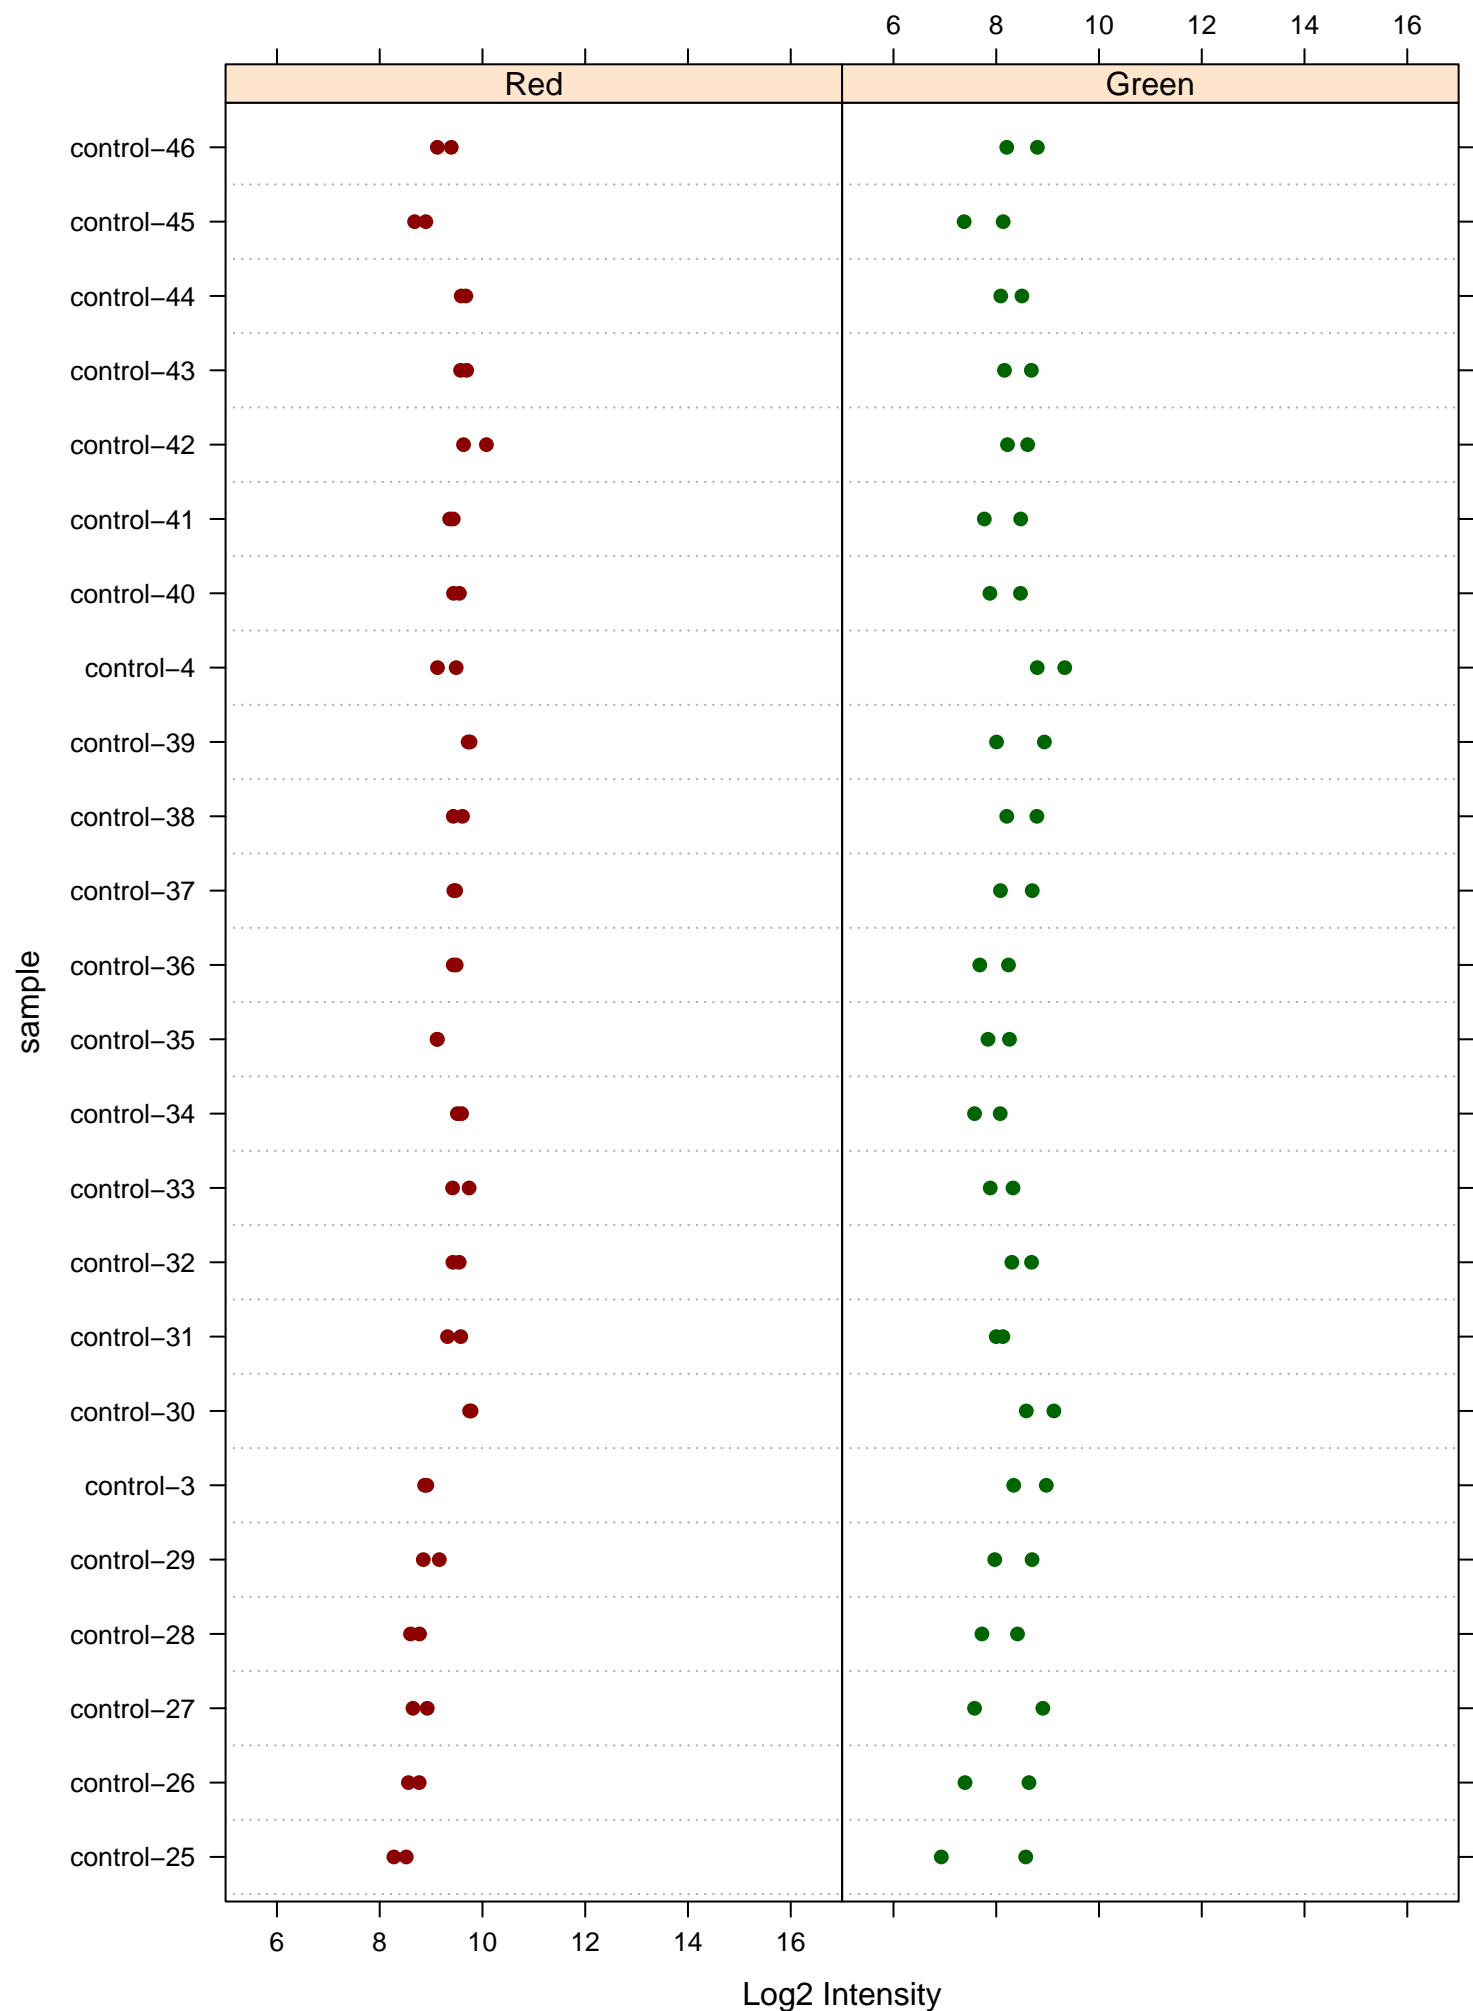 6 8 10 12 14 16
Red Green
control−46
control−45
control−44
control−43
control−42
control−41
control−40
control−4
control−39
control−38
control−37
control−36
control−35
control−34
control−33
control−32
control−31
control−30
control−3
control−29
control−28
control−27
control−26
control−25
sample
6 8 10 12 14 16
Log2 Intensity